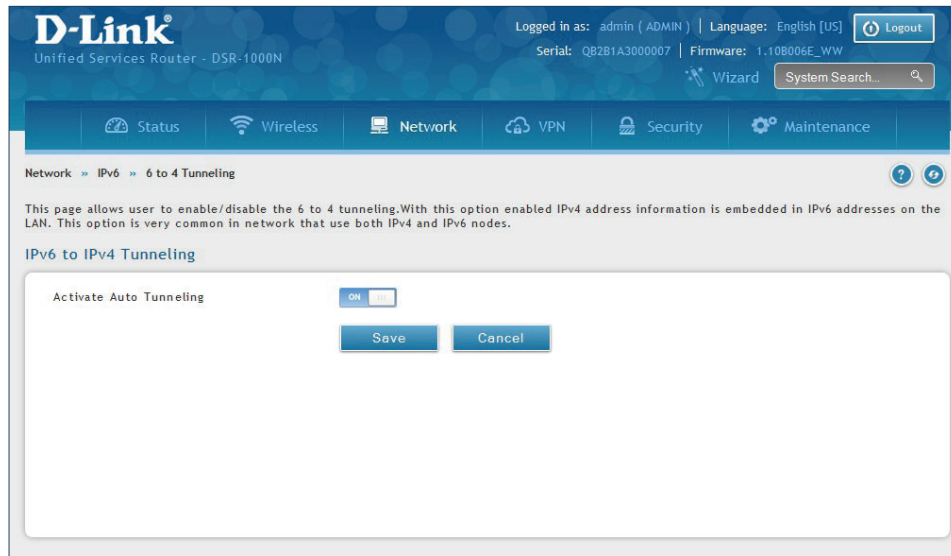 D-Link®
Unified Services Router - DSR-1000N
Logged in as: admin ( ADMIN ) | Language: English [US]
Logout
Serial: QB2B1A3000007 | Firmware: 1.10B006E_WW
Wizard
System Search...
Status
Wireless
Network
VPN
Security
Maintenance
Network » IPv6 » 6 to 4 Tunneling
This page allows user to enable/disable the 6 to 4 tunneling.With this option enabled IPv4 address information is embedded in IPv6 addresses on the
LAN. This option is very common in network that use both IPv4 and IPv6 nodes.
IPv6 to IPv4 Tunneling
Activate Auto Tunneling
ON
Save
Cancel